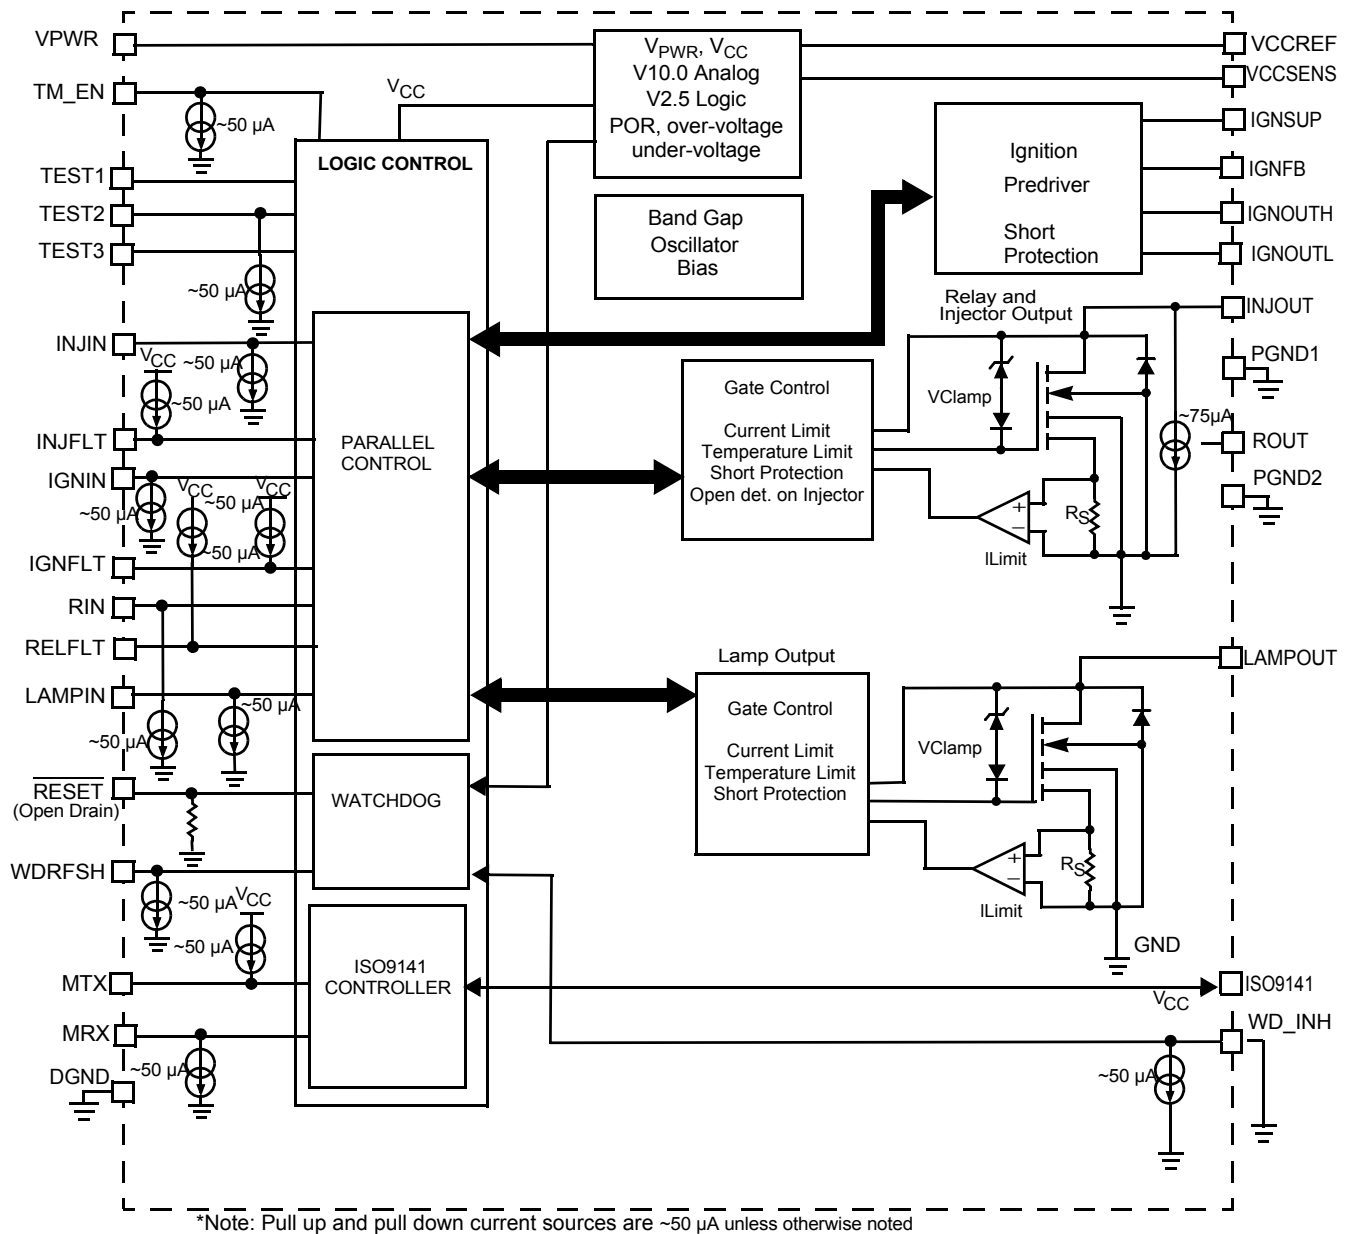 VPWR
TM_EN
~50 µA
TEST1
TEST2
TEST3
~50 µA
INJIN
VCC
~50 µA
~50 µA
INJFLT
IGNIN
~50 µA
VCC
~50 µA
VCC
~50 µA
IGNFLT
RIN
RELFLT
LAMPIN
~50 µA
~50 µA
RESET
(Open Drain)
WDRFSH
~50 µA
VCC
~50 µA
MTX
MRX
~50 µA
DGND
VCC
LOGIC CONTROL
PARALLEL
CONTROL
WATCHDOG
ISO9141
CONTROLLER
VPWR, VCC
V10.0 Analog
V2.5 Logic
POR, over-voltage
under-voltage
Band Gap
Oscillator
Bias
Ignition
Predriver
Short
Protection
VCCREF
VCCSENS
IGNSUP
IGNFB
IGNOUTH
IGNOUTL
Relay and
Injector Output
INJOUT
PGND1
~75µA
ROUT
PGND2
Gate Control
Current Limit
Temperature Limit
Short Protection
Open det. on Injector
VClamp
+
–
RS
ILimit
Lamp Output
LAMPOUT
Gate Control
Current Limit
Temperature Limit
Short Protection
VClamp
+
–
RS
ILimit
GND
VCC
ISO9141
WD_INH
~50 µA
*Note: Pull up and pull down current sources are ~50 µA unless otherwise noted